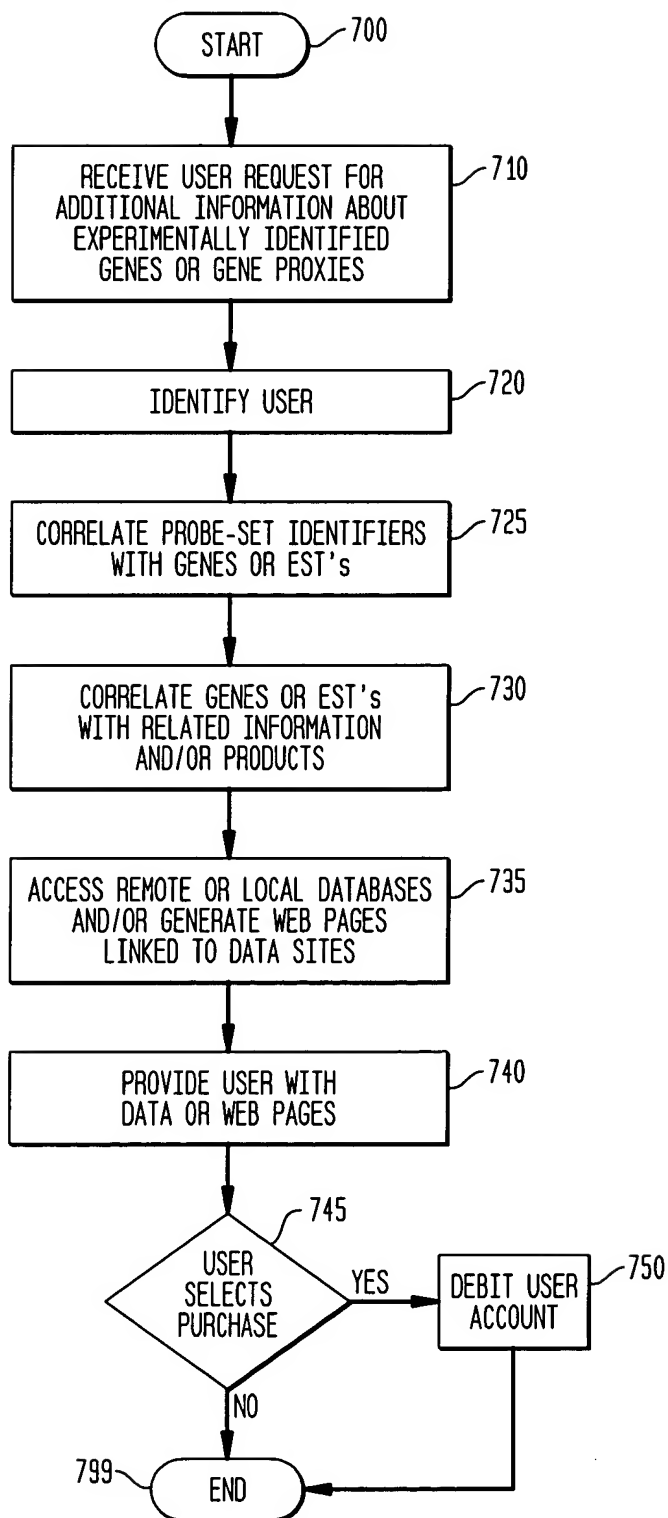 START
700
RECEIVE USER REQUEST FOR
ADDITIONAL INFORMATION ABOUT
EXPERIMENTALLY IDENTIFIED
GENES OR GENE PROXIES
710
IDENTIFY USER
720
CORRELATE PROBE-SET IDENTIFIERS
WITH GENES OR EST's
725
CORRELATE GENES OR EST's
WITH RELATED INFORMATION
AND/OR PRODUCTS
730
ACCESS REMOTE OR LOCAL DATABASES
AND/OR GENERATE WEB PAGES
LINKED TO DATA SITES
735
PROVIDE USER WITH
DATA OR WEB PAGES
740
745
USER
SELECTS
PURCHASE
YES
DEBIT USER
ACCOUNT
750
NO
799
END